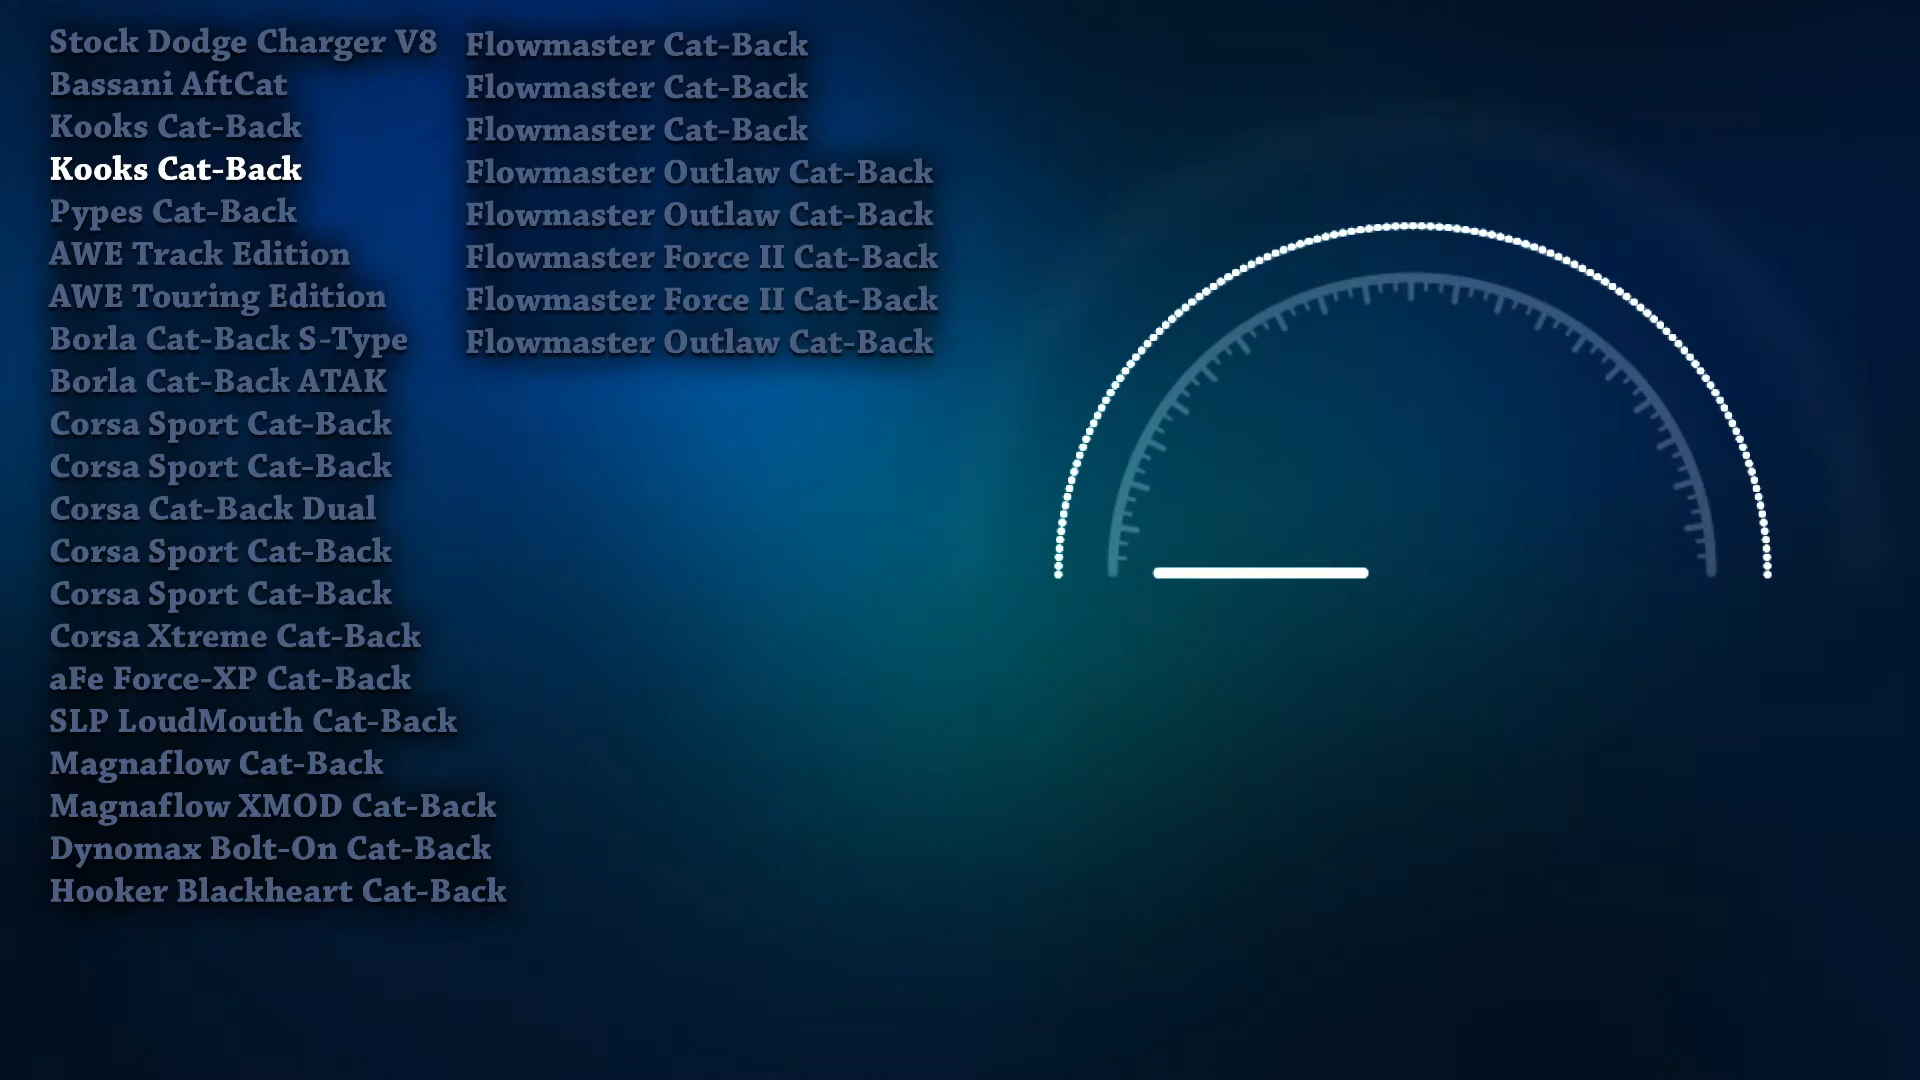 Stock Dodge Charger V8
Bassani AftCat
Kooks Cat-Back
Kooks Cat-Back
Pypes Cat-Back
AWE Track Edition
AWE Touring Edition
Borla Cat-Back S-Type
Borla Cat-Back ATAK
Corsa Sport Cat-Back
Corsa Sport Cat-Back
Corsa Cat-Back Dual
Corsa Sport Cat-Back
Corsa Sport Cat-Back
Corsa Xtreme Cat-Back
aFe Force-XP Cat-Back
SLP LoudMouth Cat-Back
Magnaflow Cat-Back
Magnaflow XMOD Cat-Back
Dynomax Bolt-On Cat-Back
Hooker Blackheart Cat-Back
Flowmaster Cat-Back
Flowmaster Cat-Back
Flowmaster Cat-Back
Flowmaster Outlaw Cat-Back
Flowmaster Outlaw Cat-Back
Flowmaster Force II Cat-Back
Flowmaster Force II Cat-Back
Flowmaster Outlaw Cat-Back